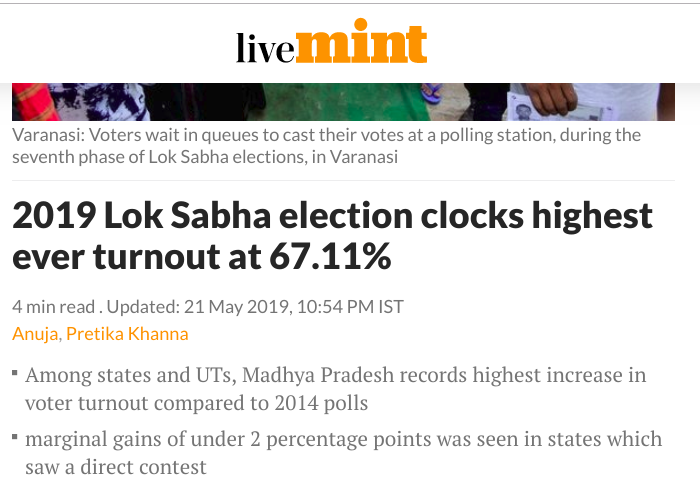 livemint
Varanasi: Voters wait in queues to cast their votes at a polling station, during the
seventh phase of Lok Sabha elections, in Varanasi
2019 Lok Sabha election clocks highest
ever turnout at 67.11%
4 min read . Updated: 21 May 2019, 10:54 PM IST
Anuja, Pretika Khanna
▪ Among states and UTs, Madhya Pradesh records highest increase in
voter turnout compared to 2014 polls
▪ marginal gains of under 2 percentage points was seen in states which
saw a direct contest